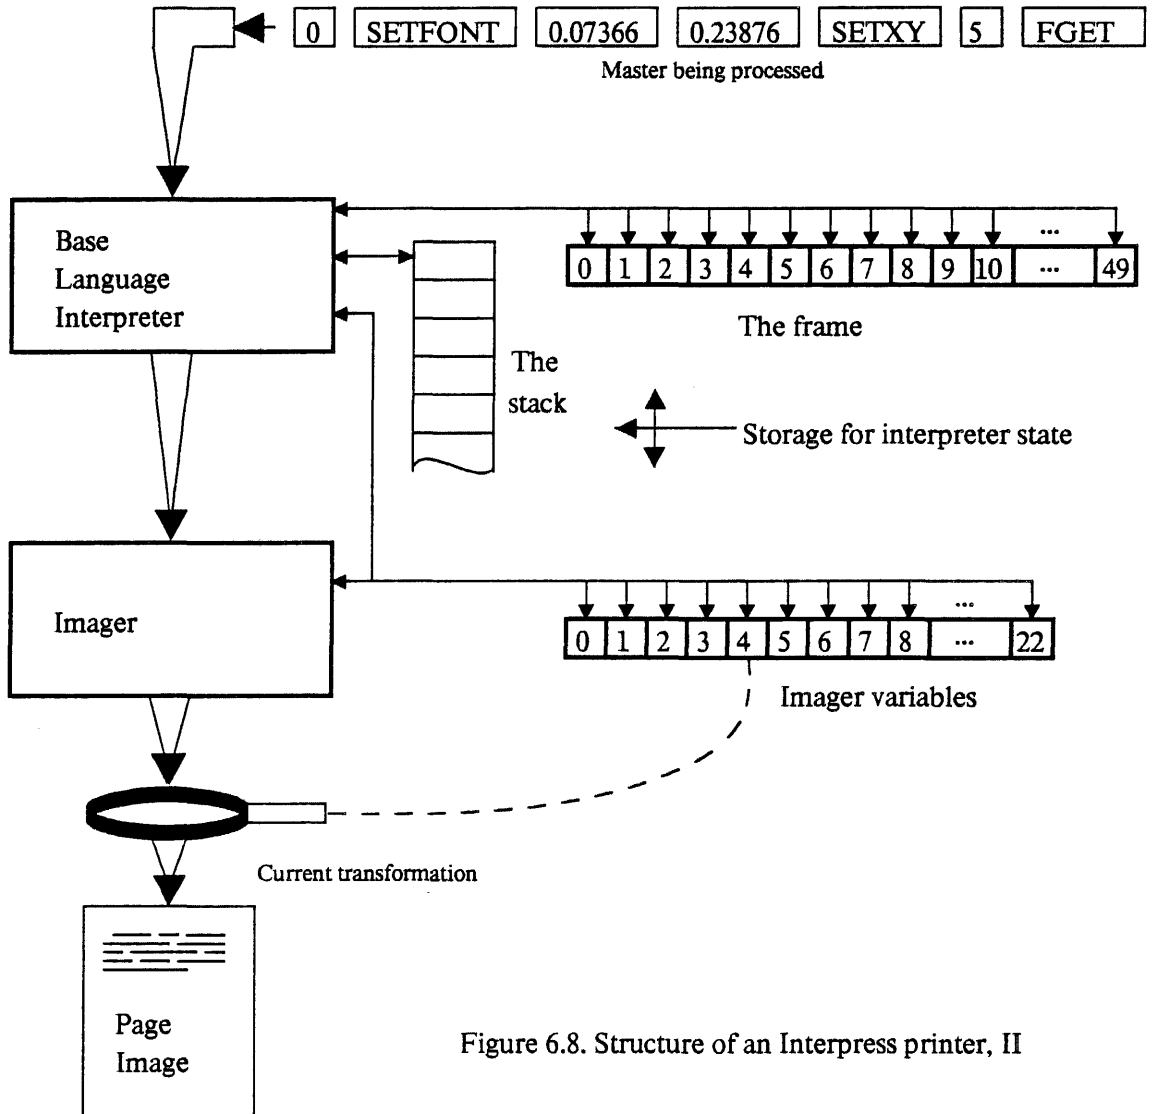 0 SETFONT 0.07366 0.23876 SETXY 5 FGET
Master being processed
Base
Language
Interpreter
...
0 1 2 3 4 5 6 7 8 9 10 ... 49
The frame
The
stack
Storage for interpreter state
Imager
...
0 1 2 3 4 5 6 7 8 ... 22
Imager variables
Current transformation
Page
Image
Figure 6.8. Structure of an Interpress printer, II